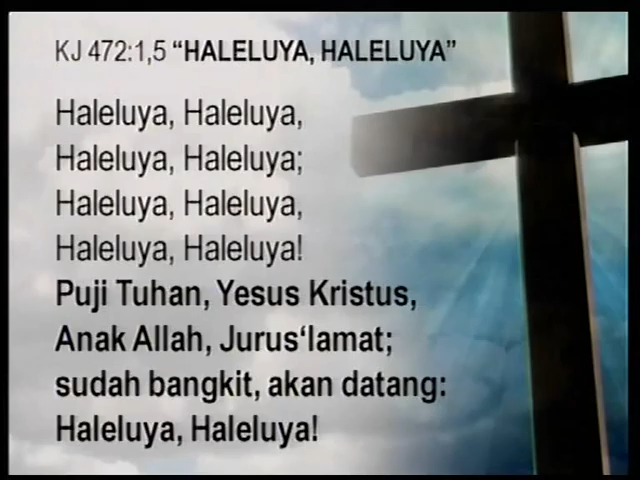 KJ 472:1,5 “HALELUYA, HALELUYA”
Haleluya, Haleluya,
Haleluya, Haleluya;
Haleluya, Haleluya,
Haleluya, Haleluya!
Puji Tuhan, Yesus Kristus,
Anak Allah, Jurus‘lamat;
sudah bangkit, akan datang:
Haleluya, Haleluya!